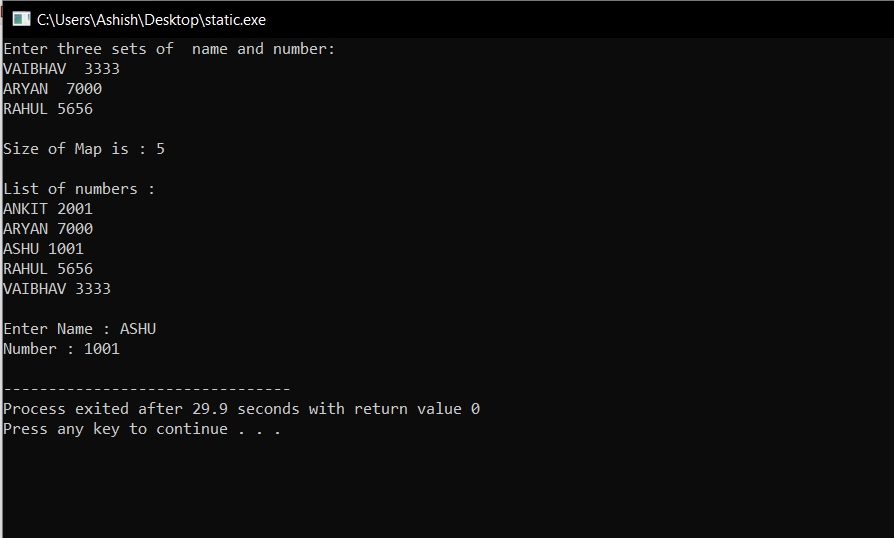 C:\Users\Ashish\Desktop\static.exe
Enter three sets of  name and number:
VAIBHAV  3333
ARYAN  7000
RAHUL 5656
Size of Map is : 5
List of numbers :
ANKIT 2001
ARYAN 7000
ASHU 1001
RAHUL 5656
VAIBHAV 3333
Enter Name : ASHU
Number : 1001
--------------------------------
Process exited after 29.9 seconds with return value 0
Press any key to continue . . .